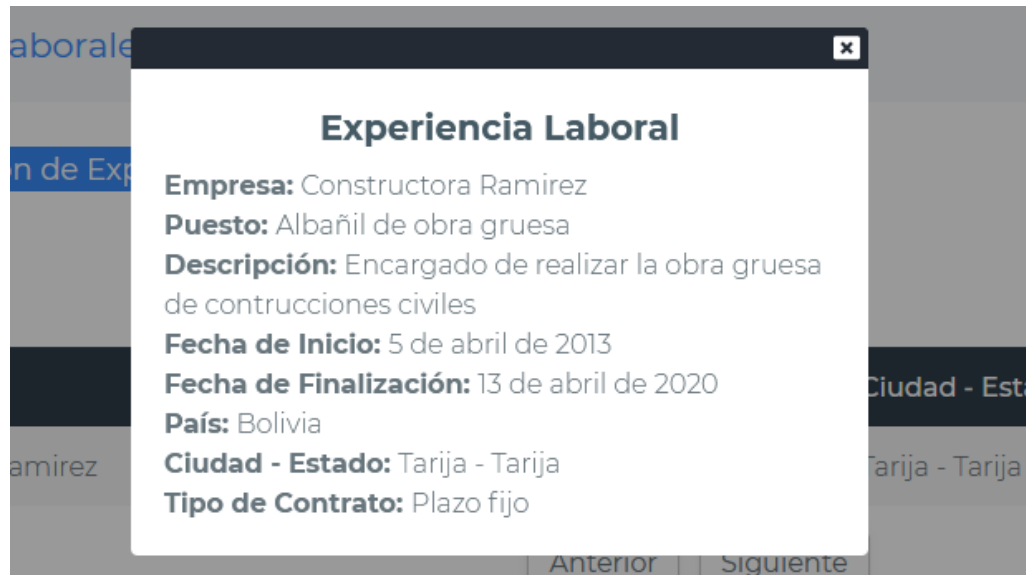 aborale
Experiencia Laboral
n de Exp
Empresa: Constructora Ramirez
Puesto: Albañil de obra gruesa
Descripción: Encargado de realizar la obra gruesa
de contrucciones civiles
Fecha de Inicio: 5 de abril de 2013
Fecha de Finalización: 13 de abril de 2020
Ciudad - Esta
País: Bolivia
Ciudad - Estado: Tarija - Tarija
amirez
Tarija - Tarija
Tipo de Contrato: Plazo fijo
Anterior
Siguiente